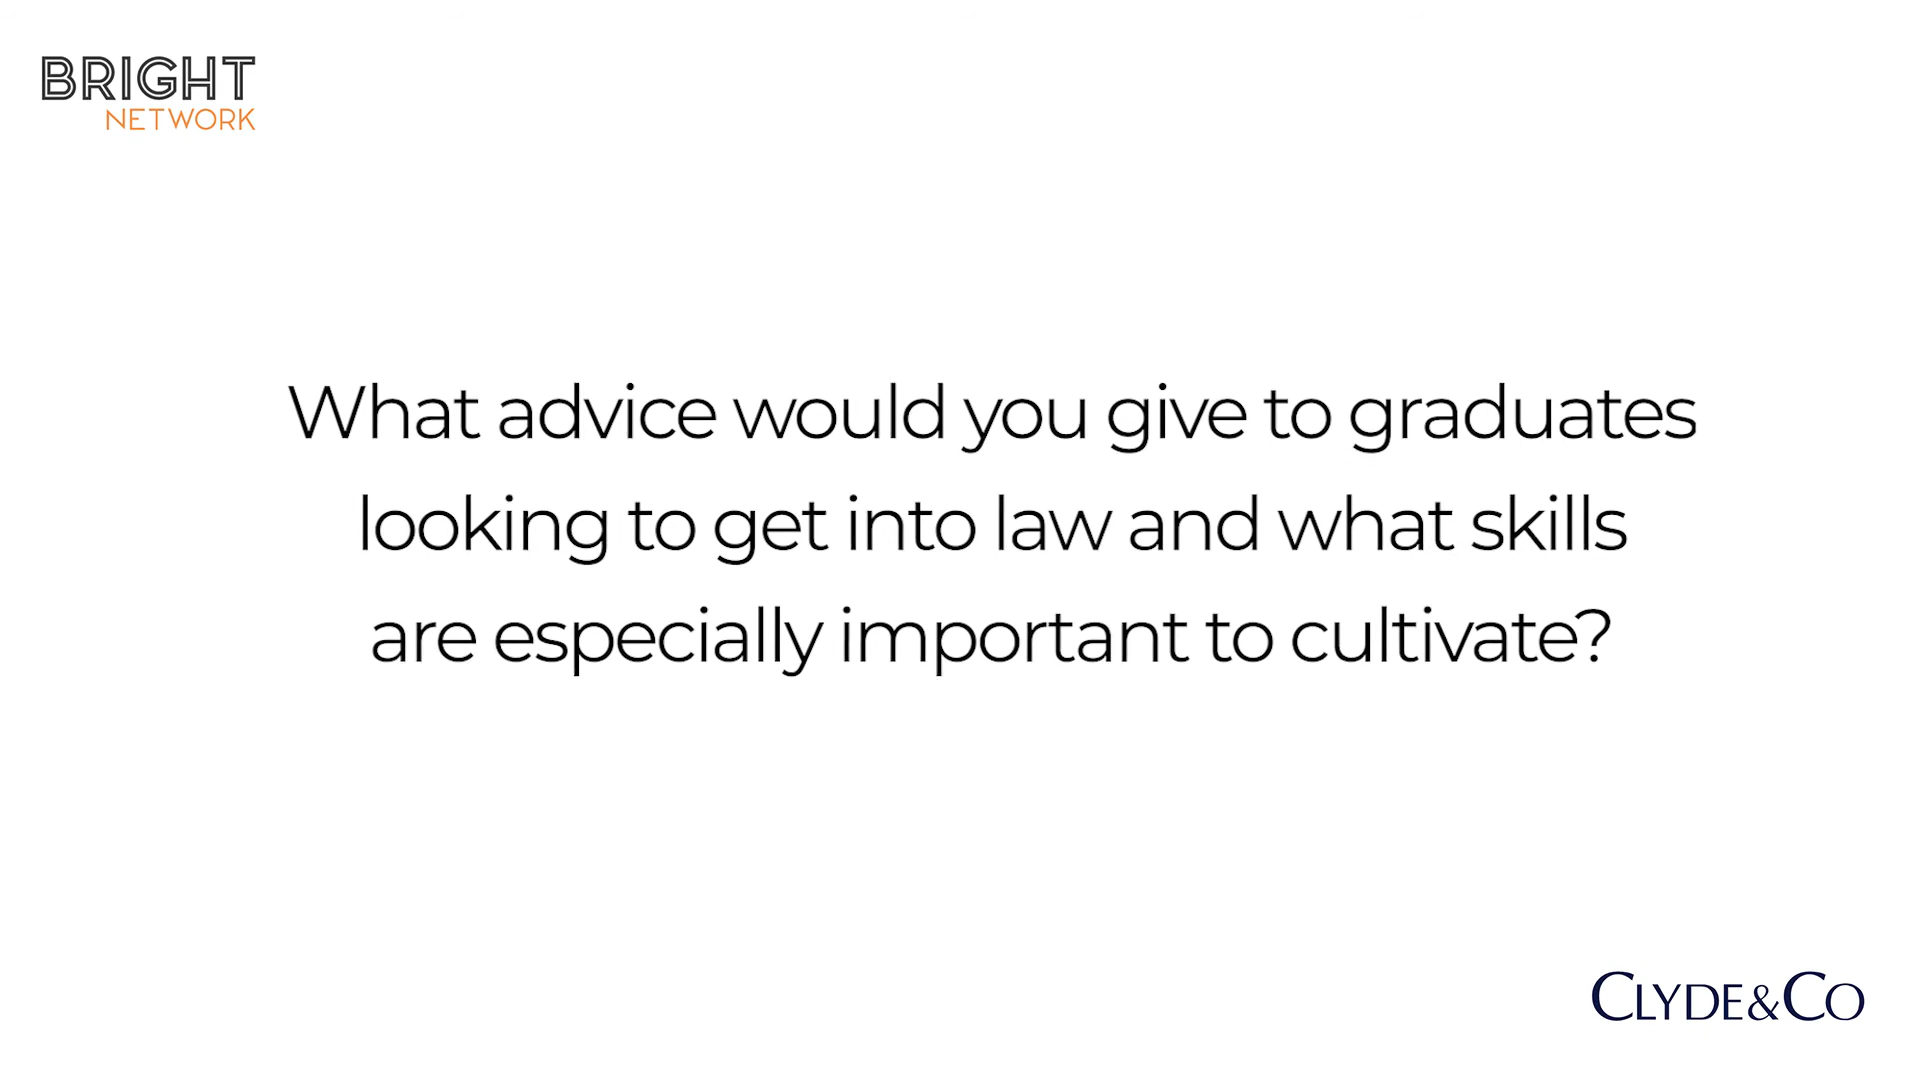 BRIGHT
NETWORK
What advice would you give to graduates
looking to get into law and what skills
are especially important to cultivate?
CLYDE&CO